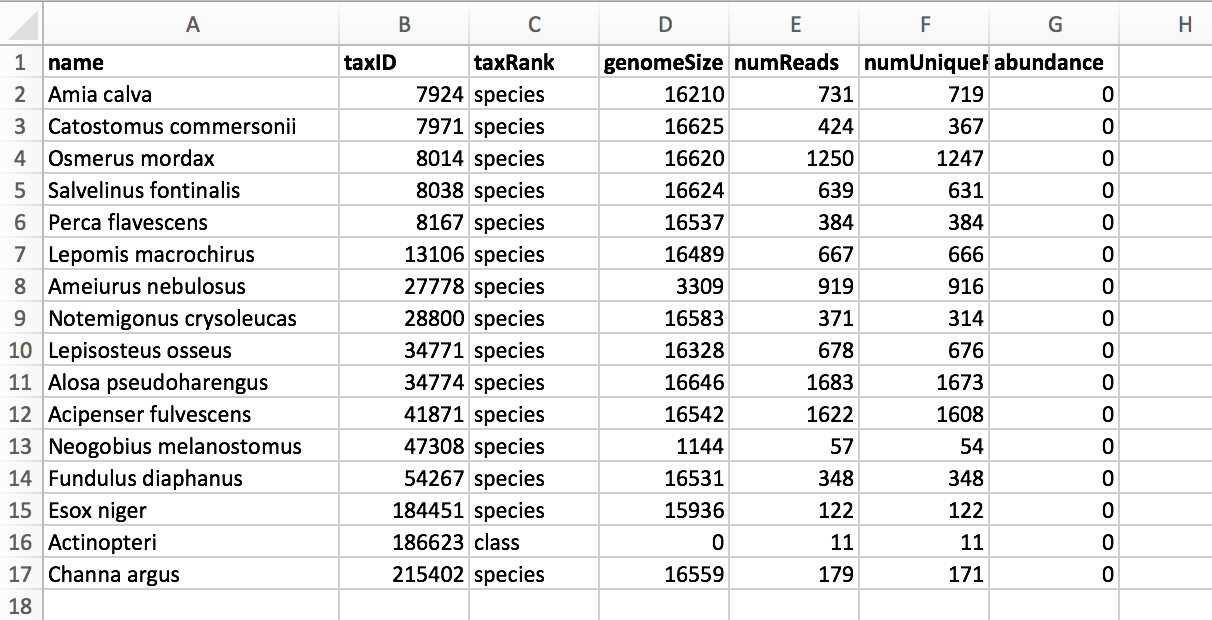 A B C D E F G H
1 name taxID taxRank genomeSize numReads numUniqueR abundance
2 Amia calva 7924 species 16210 731 719 0
3 Catostomus commersonii 7971 species 16625 424 367 0
4 Osmerus mordax 8014 species 16620 1250 1247 0
5 Salvelinus fontinalis 8038 species 16624 639 631 0
6 Perca flavescens 8167 species 16537 384 384 0
7 Lepomis macrochirus 13106 species 16489 667 666 0
8 Ameiurus nebulosus 27778 species 3309 919 916 0
9 Notemigonus crysoleucas 28800 species 16583 371 314 0
10 Lepisosteus osseus 34771 species 16328 678 676 0
11 Alosa pseudoharengus 34774 species 16646 1683 1673 0
12 Acipenser fulvescens 41871 species 16542 1622 1608 0
13 Neogobius melanostomus 47308 species 1144 57 54 0
14 Fundulus diaphanus 54267 species 16531 348 348 0
15 Esox niger 184451 species 15936 122 122 0
16 Actinopteri 186623 class 0 11 11 0
17 Channa argus 215402 species 16559 179 171 0
18